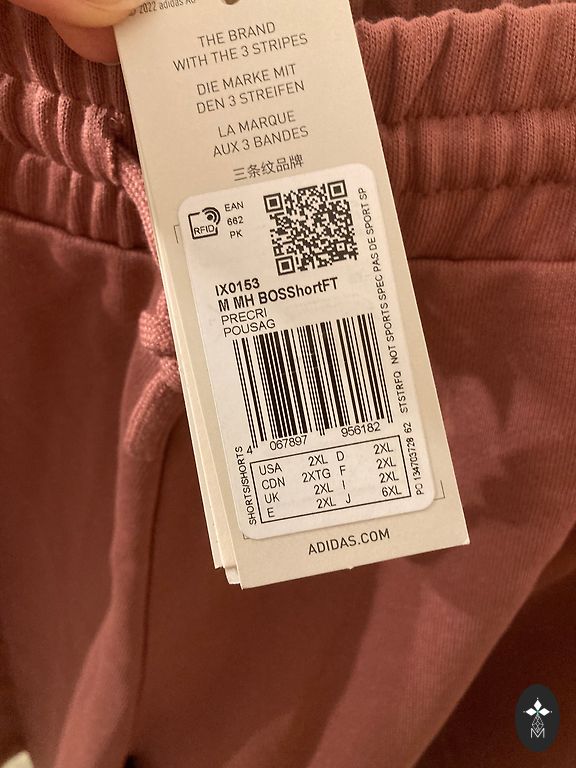 © 2022 adidas AG
THE BRAND
WITH THE 3 STRIPES
DIE MARKE MIT
DEN 3 STREIFEN
LA MARQUE
AUX 3 BANDES
三条纹品牌
RFID
EAN
662
PK
IX0153
M MH BOSShortFT
PRECRI
POUSAG
4 067897 956182
SHORTS/SHORTS
USA 2XL D 2XL
CDN 2XTG F 2XL
UK 2XL I 2XL
E 2XL J 6XL
PO 134703728 62 STSTRFQ NOT SPORTS SPEC PAS DE SPORT SP
ADIDAS.COM
M